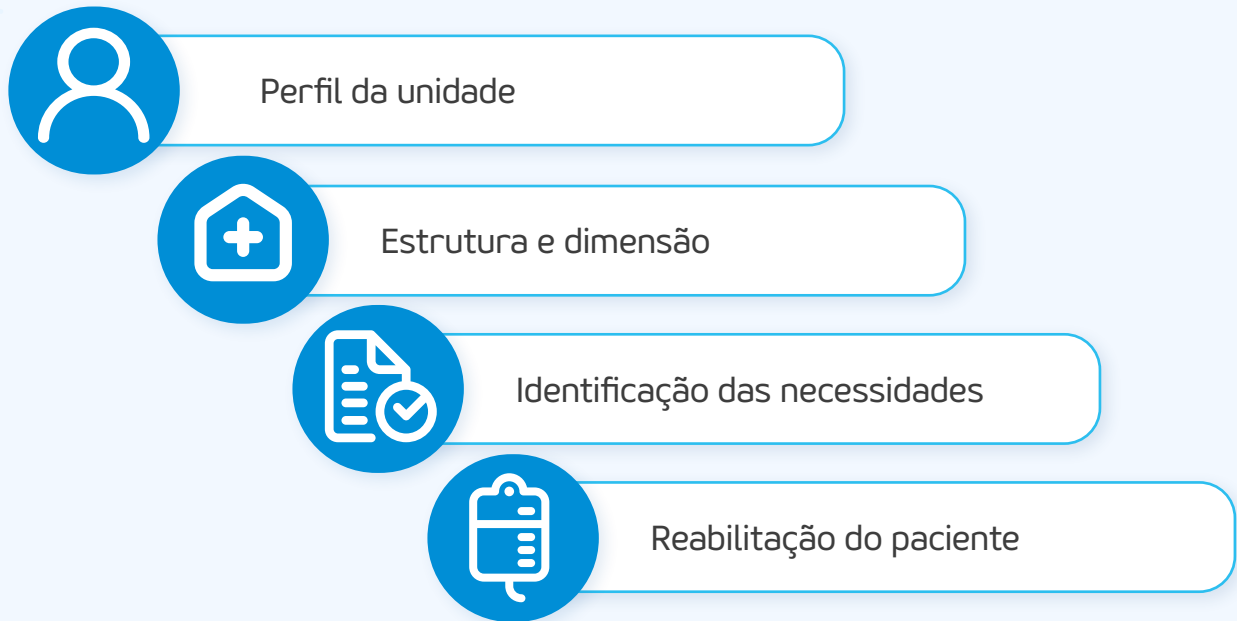 Perfil da unidade
Estrutura e dimensão
Identificação das necessidades
Reabilitação do paciente